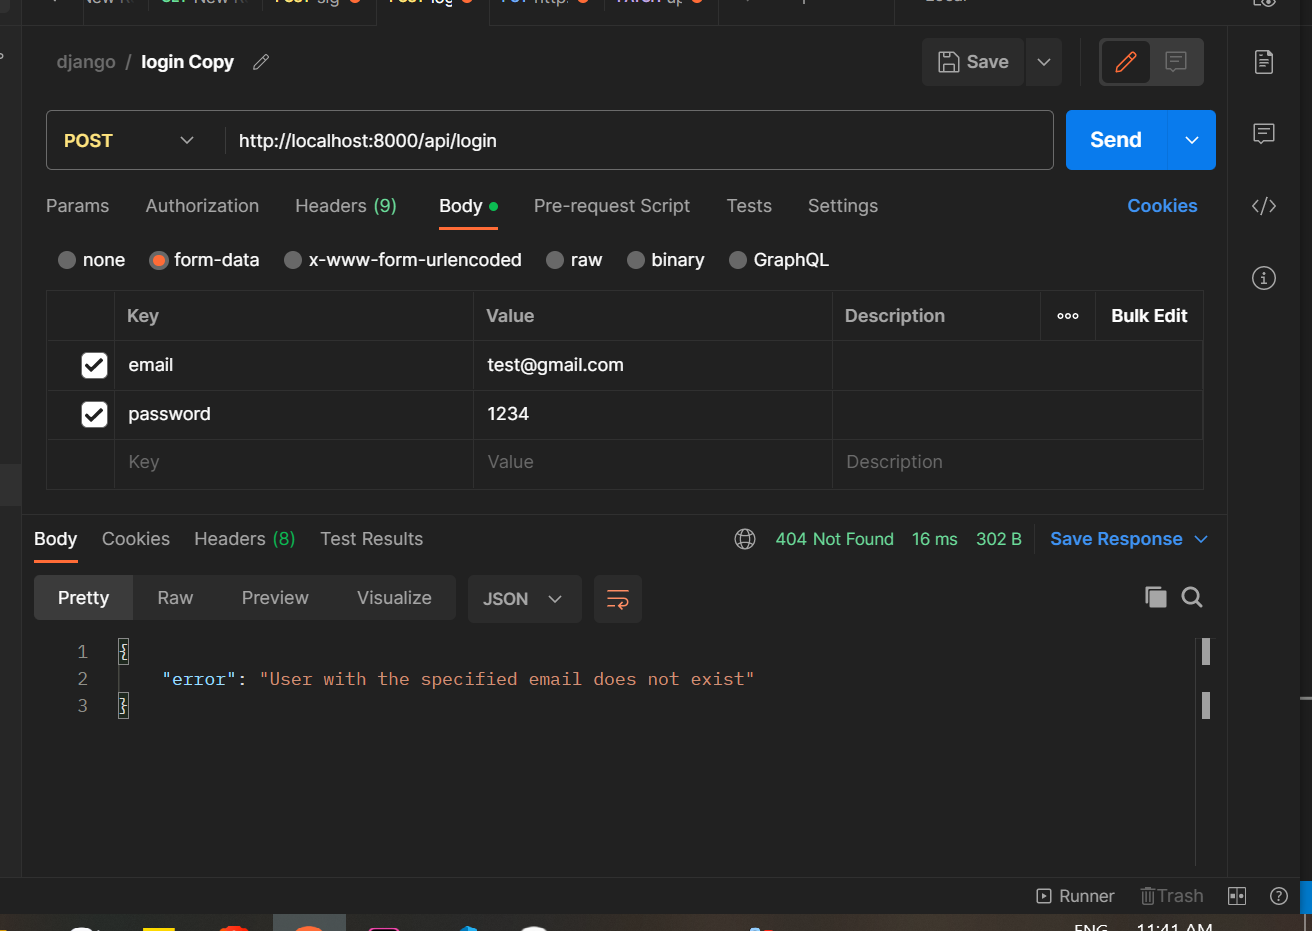 django / login Copy
Save
POST http://localhost:8000/api/login
Send
Params Authorization Headers (9) Body Pre-request Script Tests Settings Cookies
none form-data x-www-form-urlencoded raw binary GraphQL
Key Value Description Bulk Edit
email test@gmail.com
password 1234
Key Value Description
Body Cookies Headers (8) Test Results 404 Not Found 16 ms 302 B Save Response
Pretty Raw Preview Visualize JSON
1 {
2 "error": "User with the specified email does not exist"
3 }
Runner Trash
ENG 11:41 AM